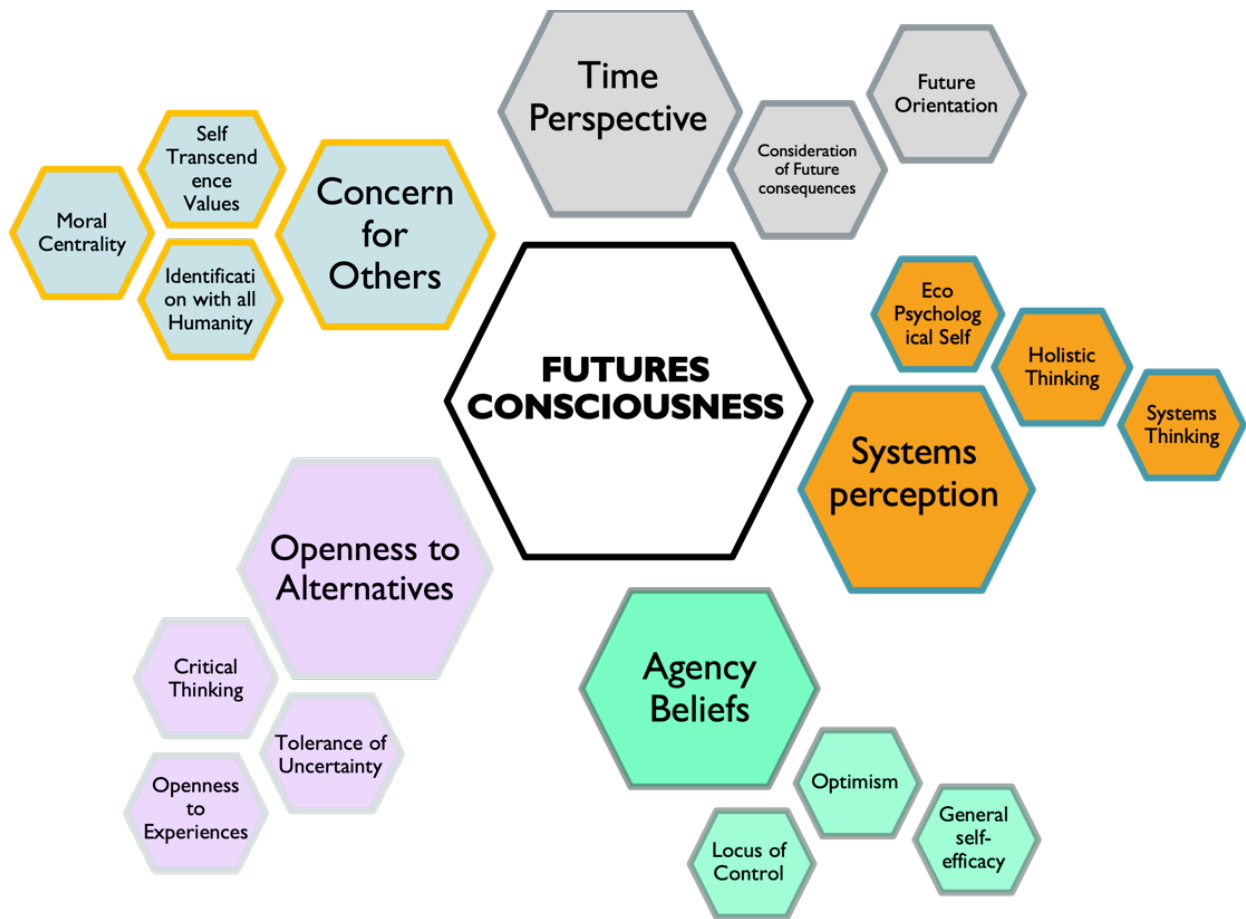 Time
Perspective
Future
Orientation
Consideration
of Future
consequences
Self
Transcend
ence
Values
Moral
Centrality
Identificati
on with all
Humanity
Concern
for
Others
FUTURES
CONSCIOUSNESS
Eco
Psycholog
ical Self
Holistic
Thinking
Systems
Thinking
Systems
perception
Openness to
Alternatives
Critical
Thinking
Tolerance of
Uncertainty
Openness
to
Experiences
Agency
Beliefs
Optimism
Locus of
Control
General
self-
efficacy